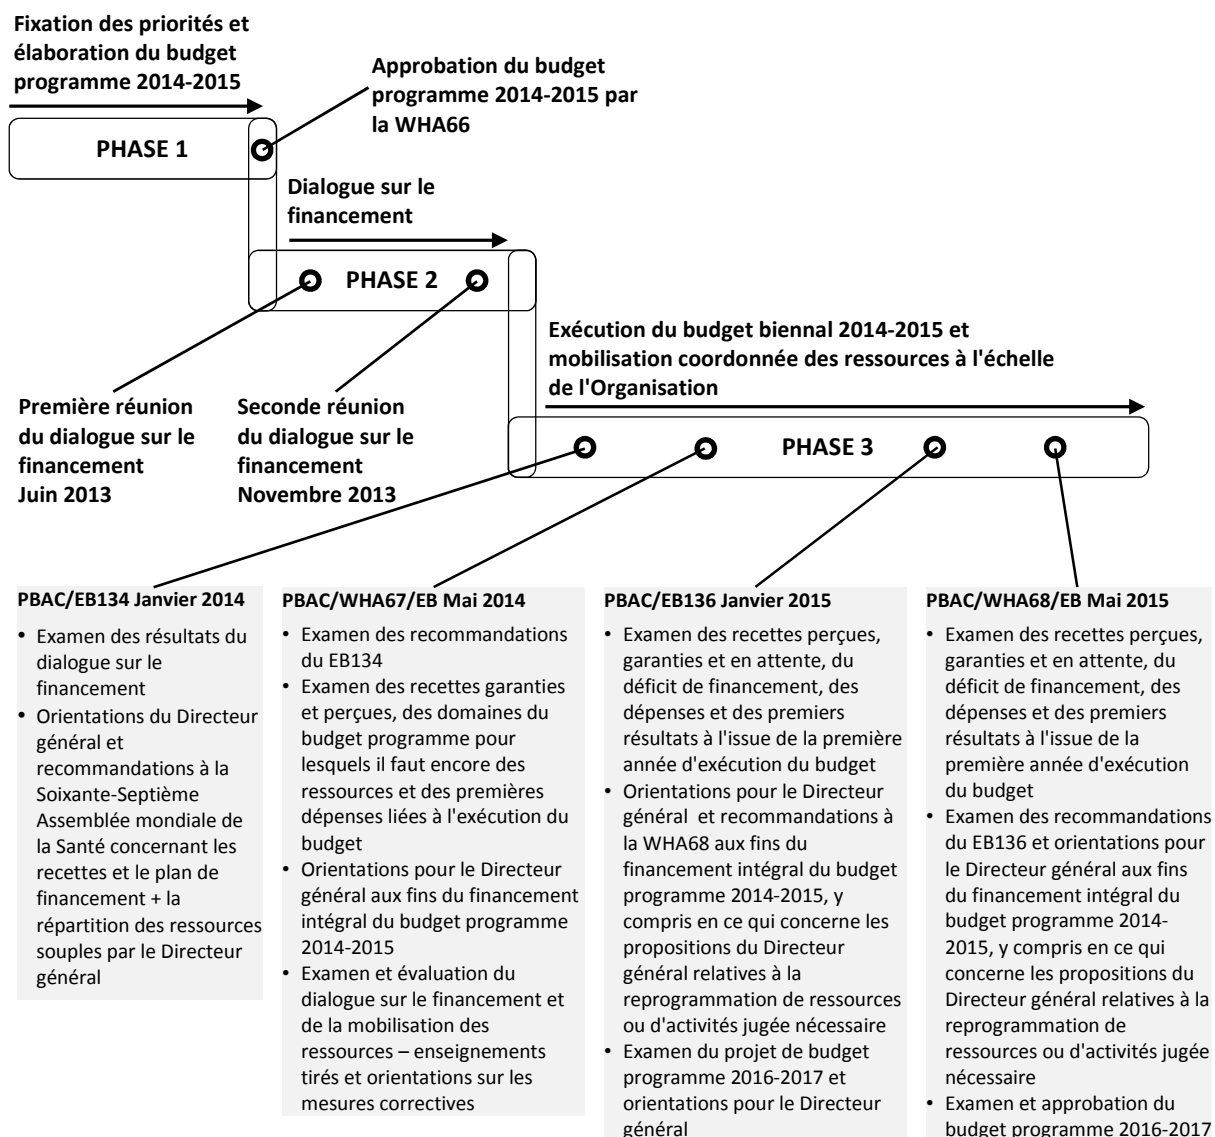 Fixation des priorités et
élaboration du budget
programme 2014-2015
Approbation du budget
programme 2014-2015 par
la WHA66
PHASE 1
Dialogue sur le
financement
PHASE 2
Exécution du budget biennal 2014-2015 et
mobilisation coordonnée des ressources à l'échelle
de l'Organisation
Première réunion
du dialogue sur le
financement
Juin 2013
Seconde réunion
du dialogue sur le
financement
Novembre 2013
PHASE 3
PBAC/EB134 Janvier 2014
• Examen des résultats du
dialogue sur le
financement
• Orientations du Directeur
général et
recommandations à la
Soixante-Septième
Assemblée mondiale de
la Santé concernant les
recettes et le plan de
financement + la
répartition des ressources
souples par le Directeur
général
PBAC/WHA67/EB Mai 2014
• Examen des recommandations
du EB134
• Examen des recettes garanties
et perçues, des domaines du
budget programme pour
lesquels il faut encore des
ressources et des premières
dépenses liées à l'exécution du
budget
• Orientations pour le Directeur
général aux fins du financement
intégral du budget programme
2014-2015
• Examen et évaluation du
dialogue sur le financement et
de la mobilisation des
ressources – enseignements
tirés et orientations sur les
mesures correctives
PBAC/EB136 Janvier 2015
• Examen des recettes perçues,
garanties et en attente, du
déficit de financement, des
dépenses et des premiers
résultats à l'issue de la première
année d'exécution du budget
• Orientations pour le Directeur
général et recommandations à
la WHA68 aux fins du
financement intégral du budget
programme 2014-2015, y
compris en ce qui concerne les
propositions du Directeur
général relatives à la
reprogrammation de ressources
ou d'activités jugée nécessaire
• Examen du projet de budget
programme 2016-2017 et
orientations pour le Directeur
général
PBAC/WHA68/EB Mai 2015
• Examen des recettes perçues,
garanties et en attente, du
déficit de financement, des
dépenses et des premiers
résultats à l'issue de la
première année d'exécution
du budget
• Examen des recommandations
du EB136 et orientations pour
le Directeur général aux fins
du financement intégral du
budget programme 2014-
2015, y compris en ce qui
concerne les propositions du
Directeur général relatives à la
reprogrammation de
ressources ou d'activités jugée
nécessaire
• Examen et approbation du
budget programme 2016-2017